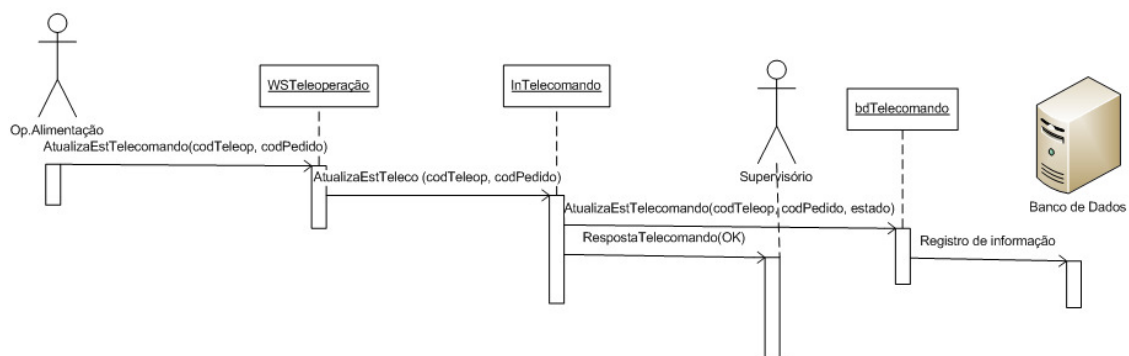 WSTeleoperação
InTelecomando
bdTelecomando
Op.Alimentação
AtualizaEstTelecomando(codTeleop, codPedido)
AtualizaEstTeleco (codTeleop, codPedido)
Supervisório
Banco de Dados
AtualizaEstTelecomando(codTeleop, codPedido, estado)
RespostaTelecomando(OK)
Registro de informação